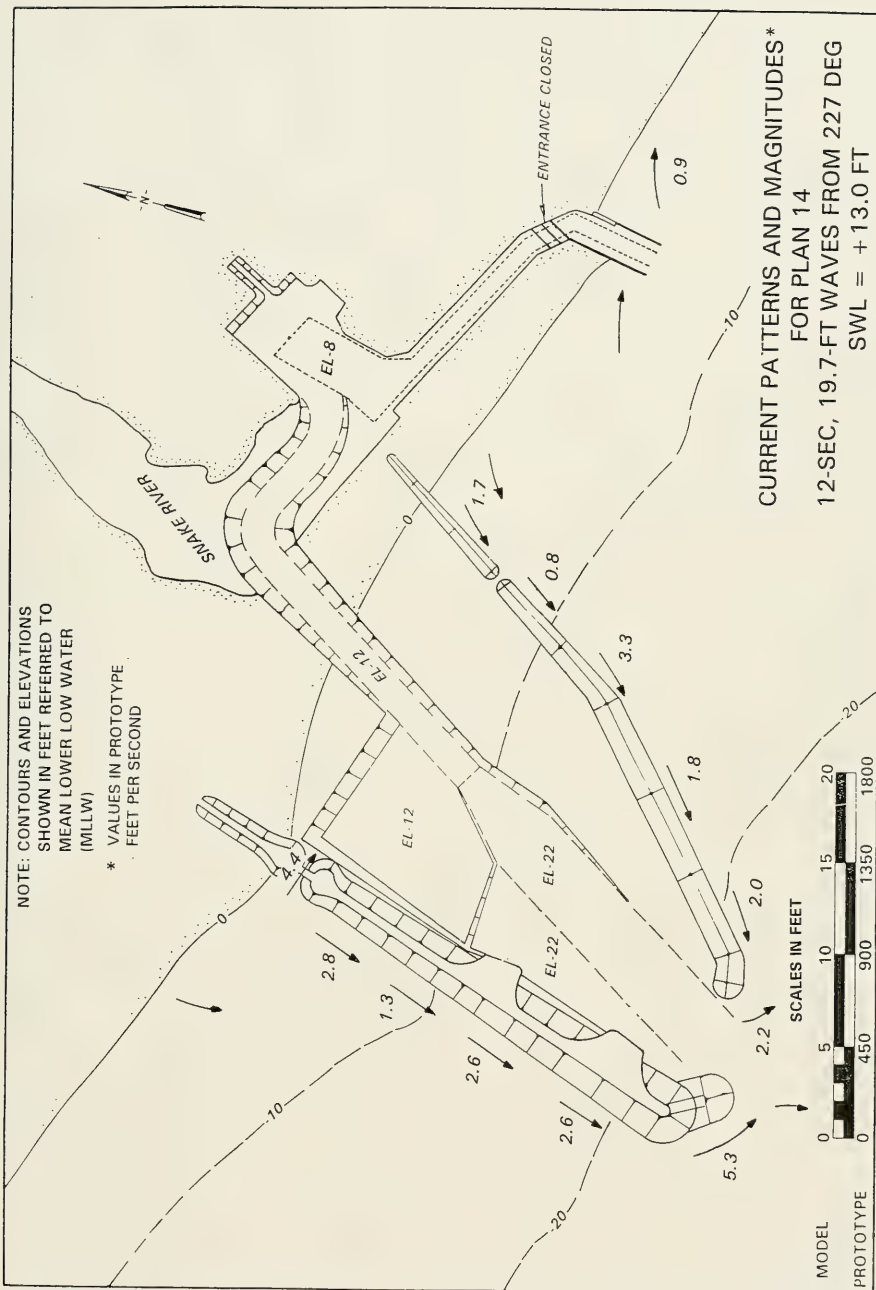 NOTE: CONTOURS AND ELEVATIONS
SHOWN IN FEET REFERRED TO
MEAN LOWER LOW WATER
(MLLW)
* VALUES IN PROTOTYPE
FEET PER SECOND
SNAKE RIVER
-N-
EL-8
ENTRANCE CLOSED
0
0
4.4
EL-12
EL-12
EL-22
EL-22
2.8
1.3
2.6
2.6
5.3
2.2
2.0
1.8
3.3
0.8
1.7
0.9
-10
-20
-10
-20
CURRENT PATTERNS AND MAGNITUDES*
FOR PLAN 14
12-SEC, 19.7-FT WAVES FROM 227 DEG
SWL = +13.0 FT
SCALES IN FEET
MODEL 0 5 10 15 20
PROTOTYPE 0 450 900 1350 1800